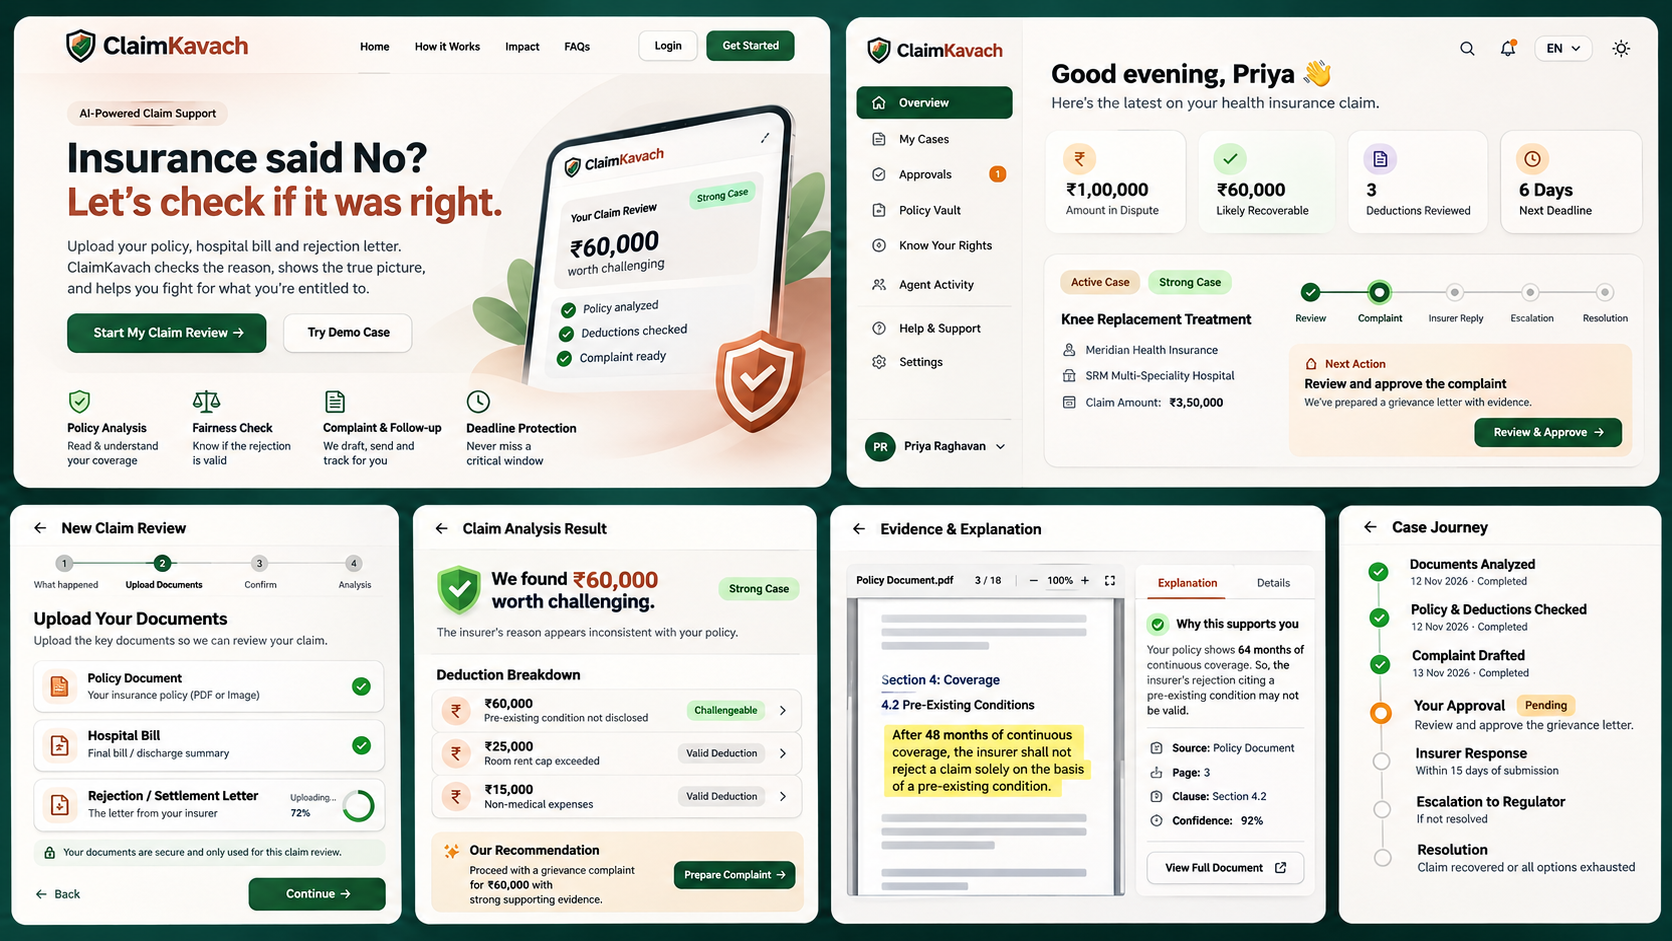 ClaimKavach
Home
How it Works
Impact
FAQs
Login
Get Started
AI-Powered Claim Support
Insurance said No?
Let's check if it was right.
Upload your policy, hospital bill and rejection letter.
ClaimKavach checks the reason, shows the true picture,
and helps you fight for what you're entitled to.
Start My Claim Review →
Try Demo Case
ClaimKavach
Your Claim Review
Strong Case
₹60,000
worth challenging
Policy analyzed
Deductions checked
Complaint ready
Policy Analysis
Read & understand
your coverage
Fairness Check
Know if the rejection
is valid
Complaint & Follow-up
We draft, send and
track for you
Deadline Protection
Never miss a
critical window
ClaimKavach
Overview
My Cases
Approvals
1
Policy Vault
Know Your Rights
Agent Activity
Help & Support
Settings
PR
Priya Raghavan
EN
Good evening, Priya 👋
Here's the latest on your health insurance claim.
₹
₹1,00,000
Amount in Dispute
₹60,000
Likely Recoverable
3
Deductions Reviewed
6 Days
Next Deadline
Active Case
Strong Case
Knee Replacement Treatment
Meridian Health Insurance
SRM Multi-Speciality Hospital
Claim Amount: ₹3,50,000
Review
Complaint
Insurer Reply
Escalation
Resolution
Next Action
Review and approve the complaint
We've prepared a grievance letter with evidence.
Review & Approve →
← New Claim Review
1
2
3
4
What happened
Upload Documents
Confirm
Analysis
Upload Your Documents
Upload the key documents so we can review your claim.
Policy Document
Your insurance policy (PDF or Image)
Hospital Bill
Final bill / discharge summary
Rejection / Settlement Letter
The letter from your insurer
Uploading...
72%
Your documents are secure and only used for this claim review.
← Back
Continue →
← Claim Analysis Result
We found ₹60,000
worth challenging.
Strong Case
The insurer's reason appears inconsistent with your policy.
Deduction Breakdown
₹
₹60,000
Pre-existing condition not disclosed
Challengeable
₹
₹25,000
Room rent cap exceeded
Valid Deduction
₹
₹15,000
Non-medical expenses
Valid Deduction
Our Recommendation
Proceed with a grievance complaint
for ₹60,000 with
strong supporting evidence.
Prepare Complaint →
← Evidence & Explanation
Policy Document.pdf
3 / 18
− 100% +
Section 4: Coverage
4.2 Pre-Existing Conditions
After 48 months of continuous
coverage, the insurer shall not
reject a claim solely on the basis
of a pre-existing condition.
Explanation
Details
Why this supports you
Your policy shows 64 months of
continuous coverage. So, the
insurer's rejection citing a
pre-existing condition may not
be valid.
Source: Policy Document
Page: 3
Clause: Section 4.2
Confidence: 92%
View Full Document
← Case Journey
Documents Analyzed
12 Nov 2026 · Completed
Policy & Deductions Checked
12 Nov 2026 · Completed
Complaint Drafted
13 Nov 2026 · Completed
Your Approval
Pending
Review and approve the grievance letter.
Insurer Response
Within 15 days of submission
Escalation to Regulator
If not resolved
Resolution
Claim recovered or all options exhausted